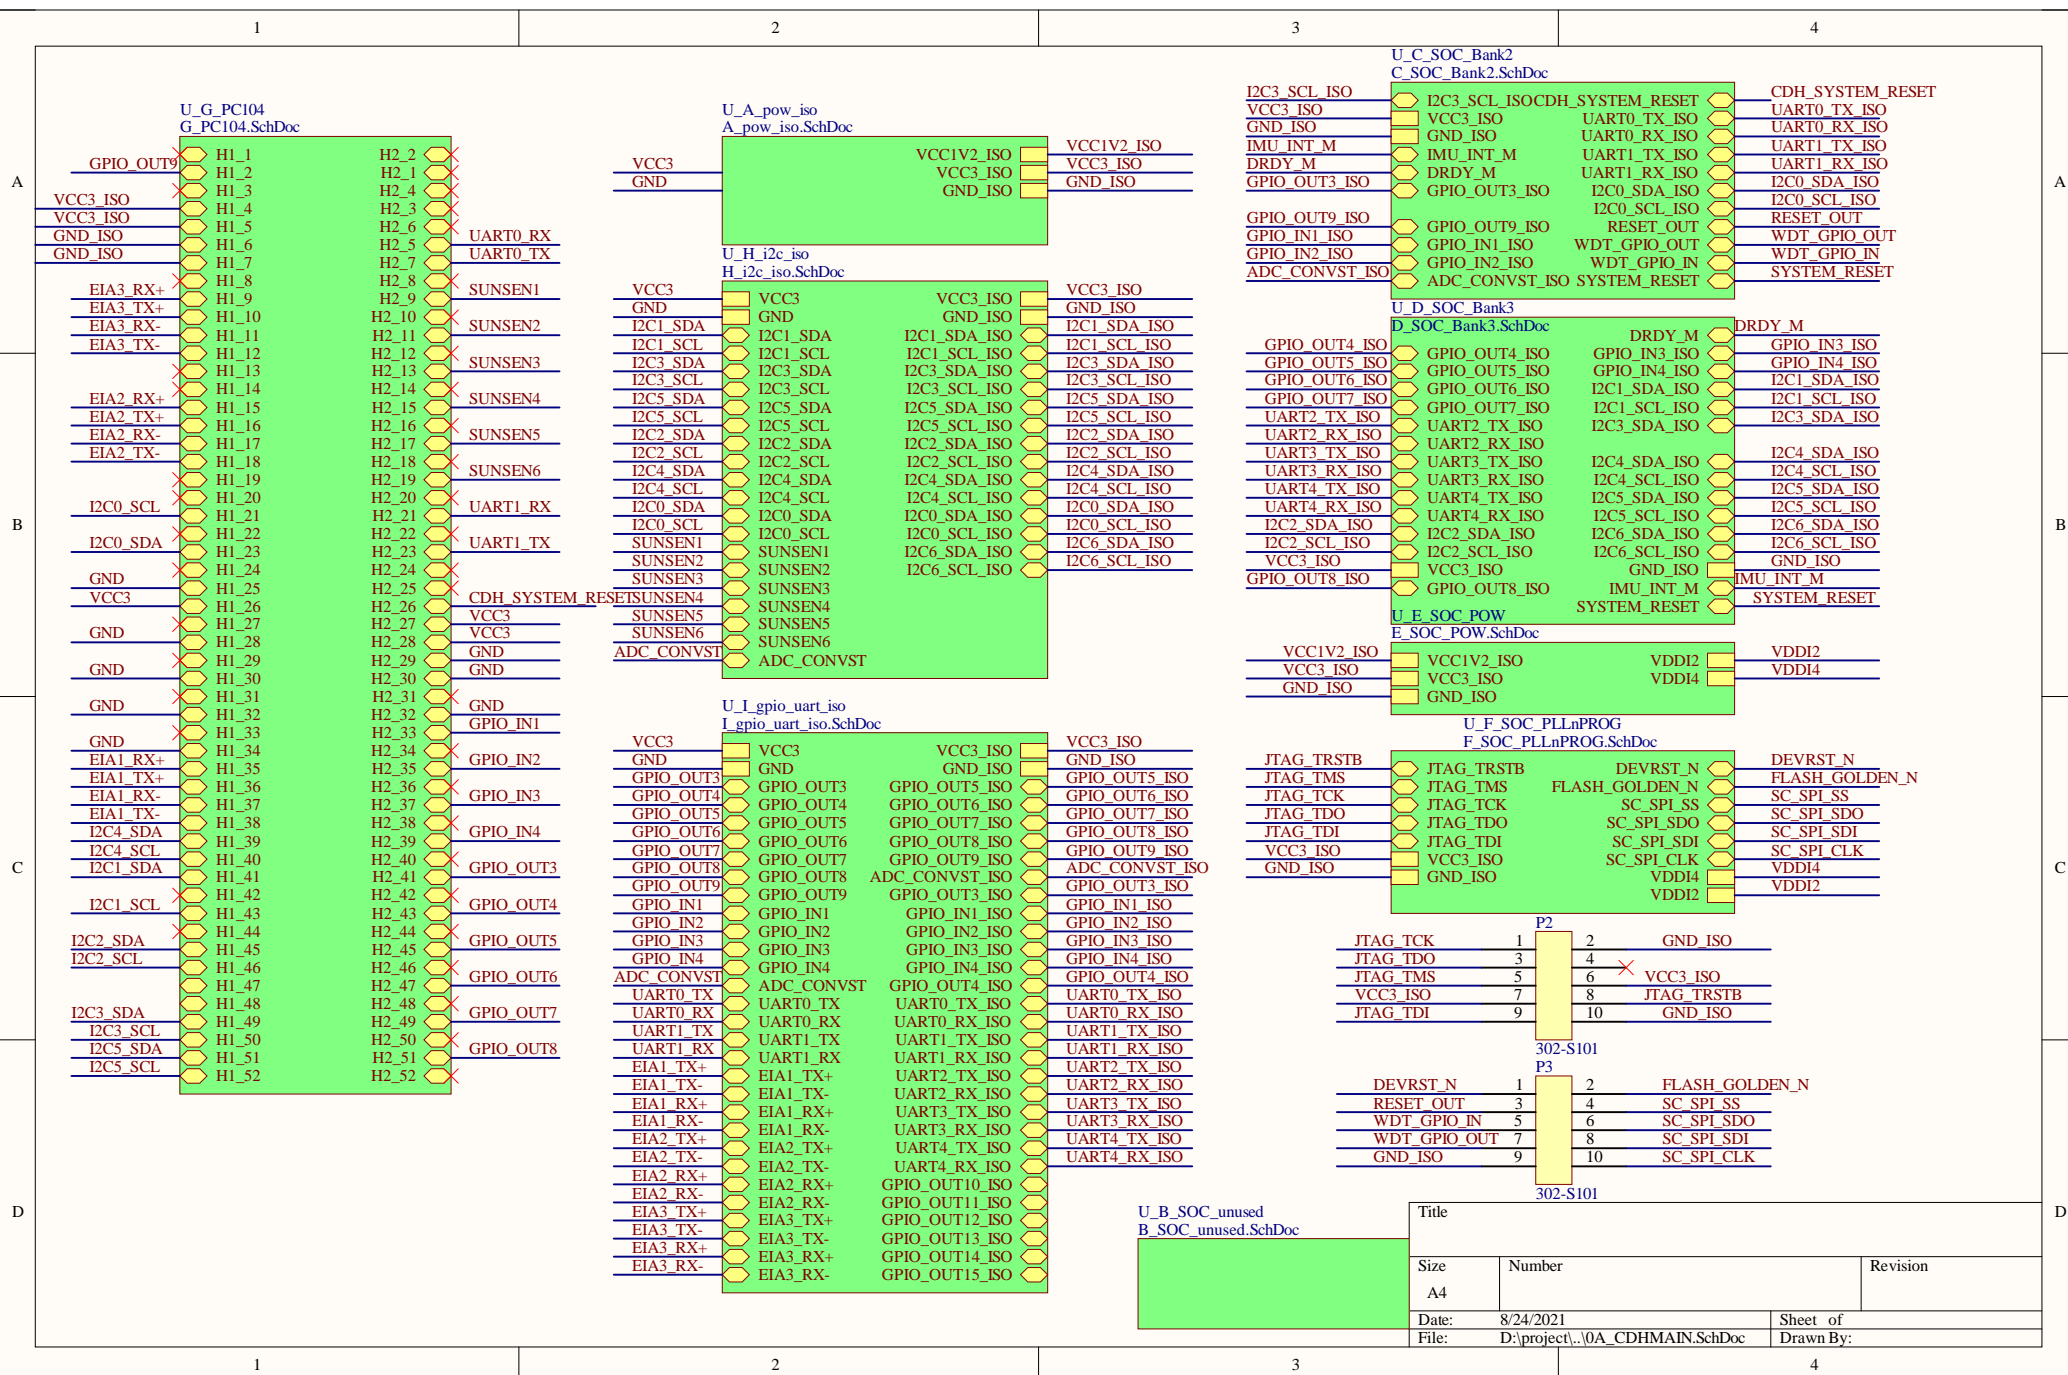 1 2 3 4
A
B
C
D
U_G_PC104
G_PC104.SchDoc
H1_1 H2_2
GPIO_OUT9 H1_2 H2_1
H1_3 H2_4
VCC3_ISO H1_4 H2_3
VCC3_ISO H1_5 H2_6
GND_ISO H1_6 H2_5 UART0_RX
GND_ISO H1_7 H2_7 UART0_TX
H1_8 H2_8
EIA3_RX+ H1_9 H2_9 SUNSEN1
EIA3_TX+ H1_10 H2_10
EIA3_RX- H1_11 H2_11 SUNSEN2
EIA3_TX- H1_12 H2_12
H1_13 H2_13 SUNSEN3
H1_14 H2_14
EIA2_RX+ H1_15 H2_15 SUNSEN4
EIA2_TX+ H1_16 H2_16
EIA2_RX- H1_17 H2_17 SUNSEN5
EIA2_TX- H1_18 H2_18
H1_19 H2_19 SUNSEN6
H1_20 H2_20
I2C0_SCL H1_21 H2_21 UART1_RX
H1_22 H2_22
I2C0_SDA H1_23 H2_23 UART1_TX
H1_24 H2_24
GND H1_25 H2_25
VCC3 H1_26 H2_26 CDH_SYSTEM_RESET
H1_27 H2_27 VCC3
GND H1_28 H2_28 VCC3
H1_29 H2_29 GND
GND H1_30 H2_30 GND
H1_31 H2_31
GND H1_32 H2_32 GND
H1_33 H2_33 GPIO_IN1
GND H1_34 H2_34
EIA1_RX+ H1_35 H2_35 GPIO_IN2
EIA1_TX+ H1_36 H2_36
EIA1_RX- H1_37 H2_37 GPIO_IN3
EIA1_TX- H1_38 H2_38
I2C4_SDA H1_39 H2_39 GPIO_IN4
I2C4_SCL H1_40 H2_40
I2C1_SDA H1_41 H2_41 GPIO_OUT3
H1_42 H2_42
I2C1_SCL H1_43 H2_43 GPIO_OUT4
H1_44 H2_44
I2C2_SDA H1_45 H2_45 GPIO_OUT5
I2C2_SCL H1_46 H2_46
H1_47 H2_47 GPIO_OUT6
H1_48 H2_48
I2C3_SDA H1_49 H2_49 GPIO_OUT7
I2C3_SCL H1_50 H2_50
I2C5_SDA H1_51 H2_51 GPIO_OUT8
I2C5_SCL H1_52 H2_52
U_A_pow_iso
A_pow_iso.SchDoc
VCC1V2_ISO VCC1V2_ISO
VCC3 VCC3_ISO VCC3_ISO
GND GND_ISO GND_ISO
U_H_i2c_iso
H_i2c_iso.SchDoc
VCC3 VCC3 VCC3_ISO VCC3_ISO
GND GND GND_ISO GND_ISO
I2C1_SDA I2C1_SDA I2C1_SDA_ISO I2C1_SDA_ISO
I2C1_SCL I2C1_SCL I2C1_SCL_ISO I2C1_SCL_ISO
I2C3_SDA I2C3_SDA I2C3_SDA_ISO I2C3_SDA_ISO
I2C3_SCL I2C3_SCL I2C3_SCL_ISO I2C3_SCL_ISO
I2C5_SDA I2C5_SDA I2C5_SDA_ISO I2C5_SDA_ISO
I2C5_SCL I2C5_SCL I2C5_SCL_ISO I2C5_SCL_ISO
I2C2_SDA I2C2_SDA I2C2_SDA_ISO I2C2_SDA_ISO
I2C2_SCL I2C2_SCL I2C2_SCL_ISO I2C2_SCL_ISO
I2C4_SDA I2C4_SDA I2C4_SDA_ISO I2C4_SDA_ISO
I2C4_SCL I2C4_SCL I2C4_SCL_ISO I2C4_SCL_ISO
I2C0_SDA I2C0_SDA I2C0_SDA_ISO I2C0_SDA_ISO
I2C0_SCL I2C0_SCL I2C0_SCL_ISO I2C0_SCL_ISO
SUNSEN1 SUNSEN1 I2C6_SDA_ISO I2C6_SDA_ISO
SUNSEN2 SUNSEN2 I2C6_SCL_ISO I2C6_SCL_ISO
SUNSEN3 SUNSEN3
SUNSEN4 SUNSEN4
SUNSEN5 SUNSEN5
SUNSEN6 SUNSEN6
ADC_CONVST ADC_CONVST
U_I_gpio_uart_iso
I_gpio_uart_iso.SchDoc
VCC3 VCC3 VCC3_ISO VCC3_ISO
GND GND GND_ISO GND_ISO
GPIO_OUT3 GPIO_OUT3 GPIO_OUT5_ISO GPIO_OUT5_ISO
GPIO_OUT4 GPIO_OUT4 GPIO_OUT6_ISO GPIO_OUT6_ISO
GPIO_OUT5 GPIO_OUT5 GPIO_OUT7_ISO GPIO_OUT7_ISO
GPIO_OUT6 GPIO_OUT6 GPIO_OUT8_ISO GPIO_OUT8_ISO
GPIO_OUT7 GPIO_OUT7 GPIO_OUT9_ISO GPIO_OUT9_ISO
GPIO_OUT8 GPIO_OUT8 ADC_CONVST_ISO ADC_CONVST_ISO
GPIO_OUT9 GPIO_OUT9 GPIO_OUT3_ISO GPIO_OUT3_ISO
GPIO_IN1 GPIO_IN1 GPIO_IN1_ISO GPIO_IN1_ISO
GPIO_IN2 GPIO_IN2 GPIO_IN2_ISO GPIO_IN2_ISO
GPIO_IN3 GPIO_IN3 GPIO_IN3_ISO GPIO_IN3_ISO
GPIO_IN4 GPIO_IN4 GPIO_IN4_ISO GPIO_IN4_ISO
ADC_CONVST ADC_CONVST GPIO_OUT4_ISO GPIO_OUT4_ISO
UART0_TX UART0_TX UART0_TX_ISO UART0_TX_ISO
UART0_RX UART0_RX UART0_RX_ISO UART0_RX_ISO
UART1_TX UART1_TX UART1_TX_ISO UART1_TX_ISO
UART1_RX UART1_RX UART1_RX_ISO UART1_RX_ISO
EIA1_TX+ EIA1_TX+ UART2_TX_ISO UART2_TX_ISO
EIA1_TX- EIA1_TX- UART2_RX_ISO UART2_RX_ISO
EIA1_RX+ EIA1_RX+ UART3_TX_ISO UART3_TX_ISO
EIA1_RX- EIA1_RX- UART3_RX_ISO UART3_RX_ISO
EIA2_TX+ EIA2_TX+ UART4_TX_ISO UART4_TX_ISO
EIA2_TX- EIA2_TX- UART4_RX_ISO UART4_RX_ISO
EIA2_RX+ EIA2_RX+ GPIO_OUT10_ISO
EIA2_RX- EIA2_RX- GPIO_OUT11_ISO
EIA3_TX+ EIA3_TX+ GPIO_OUT12_ISO
EIA3_TX- EIA3_TX- GPIO_OUT13_ISO
EIA3_RX+ EIA3_RX+ GPIO_OUT14_ISO
EIA3_RX- EIA3_RX- GPIO_OUT15_ISO
U_C_SOC_Bank2
C_SOC_Bank2.SchDoc
I2C3_SCL_ISO I2C3_SCL_ISO CDH_SYSTEM_RESET CDH_SYSTEM_RESET
VCC3_ISO VCC3_ISO UART0_TX_ISO UART0_TX_ISO
GND_ISO GND_ISO UART0_RX_ISO UART0_RX_ISO
IMU_INT_M IMU_INT_M UART1_TX_ISO UART1_TX_ISO
DRDY_M DRDY_M UART1_RX_ISO UART1_RX_ISO
GPIO_OUT3_ISO GPIO_OUT3_ISO I2C0_SDA_ISO I2C0_SDA_ISO
I2C0_SCL_ISO I2C0_SCL_ISO
GPIO_OUT9_ISO GPIO_OUT9_ISO RESET_OUT RESET_OUT
GPIO_IN1_ISO GPIO_IN1_ISO WDT_GPIO_OUT WDT_GPIO_OUT
GPIO_IN2_ISO GPIO_IN2_ISO WDT_GPIO_IN WDT_GPIO_IN
ADC_CONVST_ISO ADC_CONVST_ISO SYSTEM_RESET SYSTEM_RESET
U_D_SOC_Bank3
D_SOC_Bank3.SchDoc
DRDY_M DRDY_M
GPIO_OUT4_ISO GPIO_OUT4_ISO GPIO_IN3_ISO GPIO_IN3_ISO
GPIO_OUT5_ISO GPIO_OUT5_ISO GPIO_IN4_ISO GPIO_IN4_ISO
GPIO_OUT6_ISO GPIO_OUT6_ISO I2C1_SDA_ISO I2C1_SDA_ISO
GPIO_OUT7_ISO GPIO_OUT7_ISO I2C1_SCL_ISO I2C1_SCL_ISO
UART2_TX_ISO UART2_TX_ISO I2C3_SDA_ISO I2C3_SDA_ISO
UART2_RX_ISO UART2_RX_ISO
UART3_TX_ISO UART3_TX_ISO I2C4_SDA_ISO I2C4_SDA_ISO
UART3_RX_ISO UART3_RX_ISO I2C4_SCL_ISO I2C4_SCL_ISO
UART4_TX_ISO UART4_TX_ISO I2C5_SDA_ISO I2C5_SDA_ISO
UART4_RX_ISO UART4_RX_ISO I2C5_SCL_ISO I2C5_SCL_ISO
I2C2_SDA_ISO I2C2_SDA_ISO I2C6_SDA_ISO I2C6_SDA_ISO
I2C2_SCL_ISO I2C2_SCL_ISO I2C6_SCL_ISO I2C6_SCL_ISO
VCC3_ISO VCC3_ISO GND_ISO GND_ISO
GPIO_OUT8_ISO GPIO_OUT8_ISO IMU_INT_M IMU_INT_M
SYSTEM_RESET SYSTEM_RESET
U_E_SOC_POW
E_SOC_POW.SchDoc
VCC1V2_ISO VCC1V2_ISO VDDI2 VDDI2
VCC3_ISO VCC3_ISO VDDI4 VDDI4
GND_ISO GND_ISO
U_F_SOC_PLLnPROG
F_SOC_PLLnPROG.SchDoc
JTAG_TRSTB JTAG_TRSTB DEVRST_N DEVRST_N
JTAG_TMS JTAG_TMS FLASH_GOLDEN_N FLASH_GOLDEN_N
JTAG_TCK JTAG_TCK SC_SPI_SS SC_SPI_SS
JTAG_TDO JTAG_TDO SC_SPI_SDO SC_SPI_SDO
JTAG_TDI JTAG_TDI SC_SPI_SDI SC_SPI_SDI
VCC3_ISO VCC3_ISO SC_SPI_CLK SC_SPI_CLK
GND_ISO GND_ISO VDDI4 VDDI4
VDDI2 VDDI2
P2
JTAG_TCK 1 2 GND_ISO
JTAG_TDO 3 4
JTAG_TMS 5 6 VCC3_ISO
VCC3_ISO 7 8 JTAG_TRSTB
JTAG_TDI 9 10 GND_ISO
302-S101
P3
DEVRST_N 1 2 FLASH_GOLDEN_N
RESET_OUT 3 4 SC_SPI_SS
WDT_GPIO_IN 5 6 SC_SPI_SDO
WDT_GPIO_OUT 7 8 SC_SPI_SDI
GND_ISO 9 10 SC_SPI_CLK
302-S101
U_B_SOC_unused
B_SOC_unused.SchDoc
Title
Size Number Revision
A4
Date: 8/24/2021 Sheet of
File: D:\project\..\0A_CDHMAIN.SchDoc Drawn By:
A
B
C
D
1 2 3 4